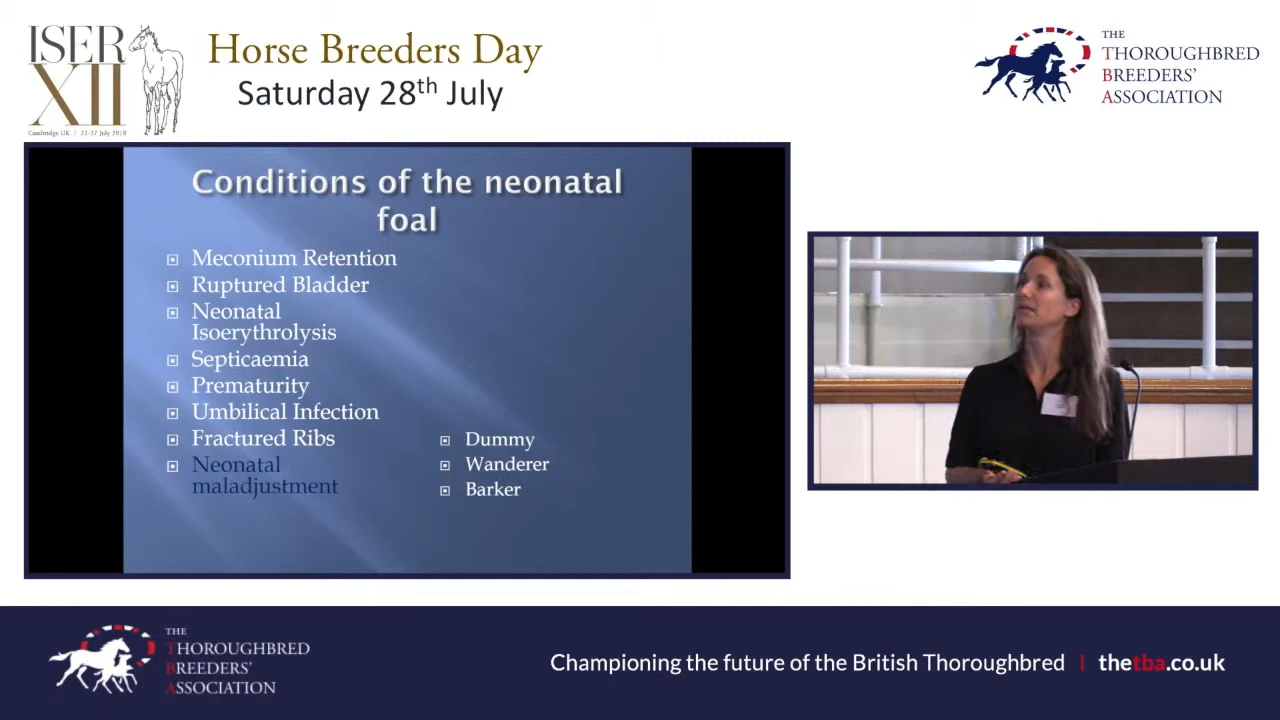 ISER
XII
Cambridge UK | 22-27 July 2018
Horse Breeders Day
Saturday 28th July
THE
THOROUGHBRED
BREEDERS'
ASSOCIATION
Conditions of the neonatal
foal
Meconium Retention
Ruptured Bladder
Neonatal
Isoerythrolysis
Septicaemia
Prematurity
Umbilical Infection
Fractured Ribs
Neonatal
maladjustment
Dummy
Wanderer
Barker
THE
THOROUGHBRED
BREEDERS'
ASSOCIATION
Championing the future of the British Thoroughbred | thetba.co.uk